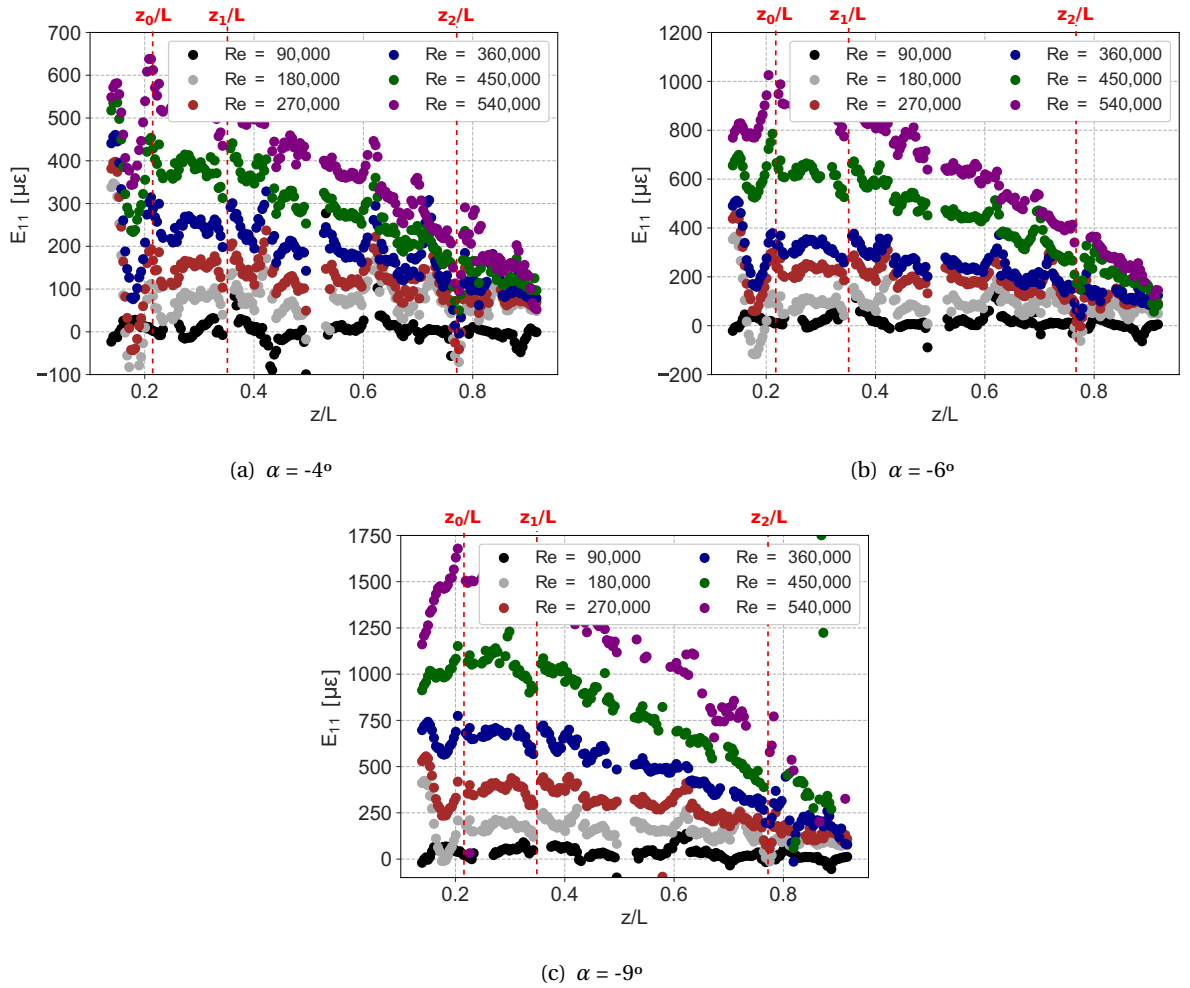 z₀/L z₁/L z₂/L
700
600
500
400
300
200
100
0
−100
E₁₁ [με]
Re = 90,000 Re = 360,000
Re = 180,000 Re = 450,000
Re = 270,000 Re = 540,000
0.2 0.4 0.6 0.8
z/L
(a) α = -4º
z₀/L z₁/L z₂/L
1200
1000
800
600
400
200
0
−200
E₁₁ [με]
Re = 90,000 Re = 360,000
Re = 180,000 Re = 450,000
Re = 270,000 Re = 540,000
0.2 0.4 0.6 0.8
z/L
(b) α = -6º
z₀/L z₁/L z₂/L
1750
1500
1250
1000
750
500
250
0
E₁₁ [με]
Re = 90,000 Re = 360,000
Re = 180,000 Re = 450,000
Re = 270,000 Re = 540,000
0.2 0.4 0.6 0.8
z/L
(c) α = -9º